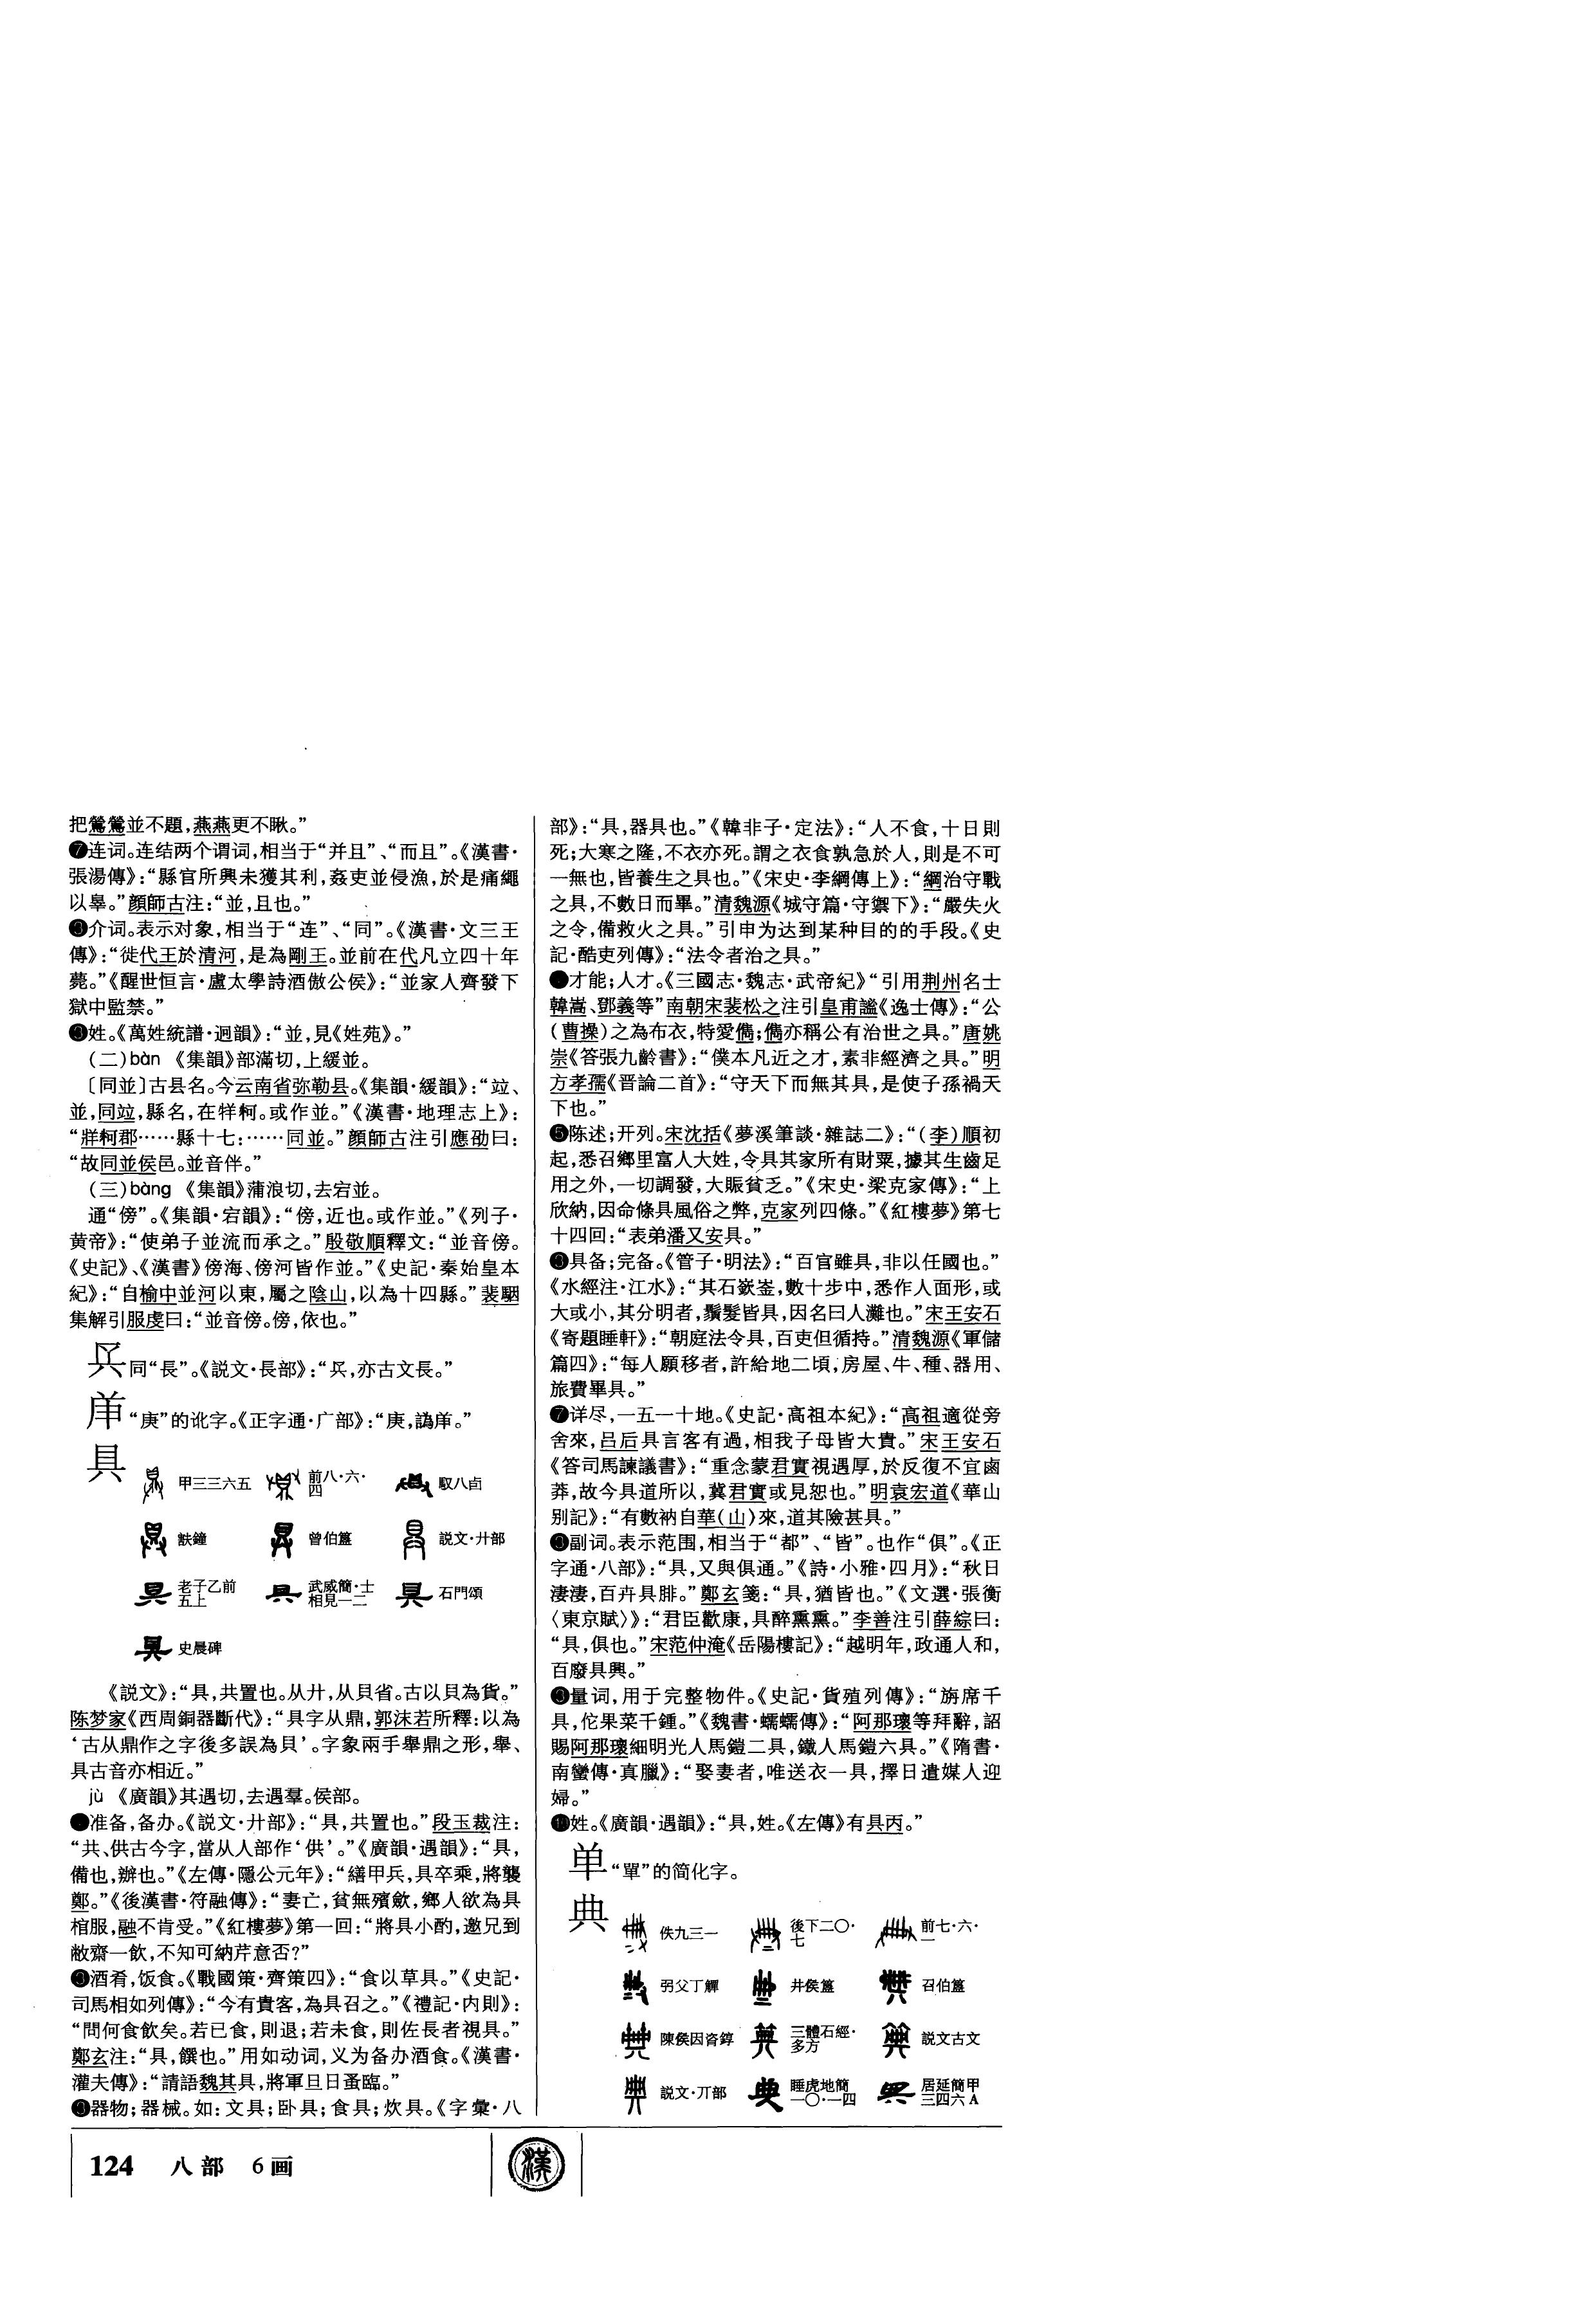 把鶯鶯並不題,燕燕更不瞅。”
❼连词。连结两个谓词,相当于“并且”、“而且”。《漢書·
張湯傳》:“縣官所興未獲其利,姦吏並侵漁,於是痛繩
以辠。”顔師古注:“並,且也。”
❽介词。表示对象,相当于“连”、“同”。《漢書·文三王
傳》:“徙代王於清河,是為剛王。並前在代凡立四十年
薨。”《醒世恒言·盧太學詩酒傲公侯》:“並家人齊發下
獄中監禁。”
❾姓。《萬姓統譜·迥韻》:“並,見《姓苑》。”
(二)bàn 《集韻》部滿切,上緩並。
〔同並〕古县名。今云南省弥勒县。《集韻·緩韻》:“竝、
並,同竝,縣名,在牂柯。或作並。”《漢書·地理志上》:
“牂柯郡……縣十七:……同並。”顔師古注引應劭曰:
“故同並侯邑。並音伴。”
(三)bàng 《集韻》蒲浪切,去宕並。
通“傍”。《集韻·宕韻》:“傍,近也。或作並。”《列子·
黄帝》:“使弟子並流而承之。”殷敬順釋文:“並音傍。
《史記》、《漢書》傍海、傍河皆作並。”《史記·秦始皇本
紀》:“自榆中並河以東,屬之陰山,以為十四縣。”裴駰
集解引服虔曰:“並音傍。傍,依也。”
同“長”。《説文·長部》:“亦古文長。”
“庚”的讹字。《正字通·广部》:“庚,譌。”
具
甲三三六五 前八·六·四 馭八卣
㝬鐘 曾伯簠 説文·廾部
老子乙前五上 武威簡·士相見一二 石門頌
史晨碑
《説文》:“具,共置也。从廾,从貝省。古以貝為貨。”
陈梦家《西周銅器斷代》:“具字从鼎,郭沫若所釋:以為
‘古从鼎作之字後多誤為貝’。字象兩手舉鼎之形,舉、
具古音亦相近。”
jù 《廣韻》其遇切,去遇羣。侯部。
❶准备,备办。《説文·廾部》:“具,共置也。”段玉裁注:
“共、供古今字,當从人部作‘供’。”《廣韻·遇韻》:“具,
備也,辦也。”《左傳·隱公元年》:“繕甲兵,具卒乘,將襲
鄭。”《後漢書·符融傳》:“妻亡,貧無殯斂,鄉人欲為具
棺服,融不肯受。”《紅樓夢》第一回:“將具小酌,邀兄到
敝齋一飲,不知可納芹意否?”
❷酒肴,饭食。《戰國策·齊策四》:“食以草具。”《史記·
司馬相如列傳》:“今有貴客,為具召之。”《禮記·内則》:
“問何食飲矣。若已食,則退;若未食,則佐長者視具。”
鄭玄注:“具,饌也。”用如动词,义为备办酒食。《漢書·
灌夫傳》:“請語魏其具,將軍旦日蚤臨。”
❸器物;器械。如:文具;卧具;食具;炊具。《字彙·八
部》:“具,器具也。”《韓非子·定法》:“人不食,十日則
死;大寒之隆,不衣亦死。謂之衣食孰急於人,則是不可
一無也,皆養生之具也。”《宋史·李綱傳上》:“綱治守戰
之具,不數日而畢。”清魏源《城守篇·守禦下》:“嚴失火
之令,備救火之具。”引申为达到某种目的的手段。《史
記·酷吏列傳》:“法令者治之具。”
❹才能;人才。《三國志·魏志·武帝紀》“引用荆州名士
韓嵩、鄧義等”南朝宋裴松之注引皇甫謐《逸士傳》:“公
(曹操)之為布衣,特愛儁;儁亦稱公有治世之具。”唐姚
崇《答張九齡書》:“僕本凡近之才,素非經濟之具。”明
方孝孺《晋論二首》:“守天下而無其具,是使子孫禍天
下也。”
❺陈述;开列。宋沈括《夢溪筆談·雜誌二》:“(李)順初
起,悉召鄉里富人大姓,令具其家所有財粟,據其生齒足
用之外,一切調發,大賑貧乏。”《宋史·梁克家傳》:“上
欣納,因命條具風俗之弊,克家列四條。”《紅樓夢》第七
十四回:“表弟潘又安具。”
❻具备;完备。《管子·明法》:“百官雖具,非以任國也。”
《水經注·江水》:“其石嶔崟,數十步中,悉作人面形,或
大或小,其分明者,鬚髮皆具,因名曰人灘也。”宋王安石
《寄題睡軒》:“朝庭法令具,百吏但循持。”清魏源《軍儲
篇四》:“每人願移者,許給地二頃,房屋、牛、種、器用、
旅費畢具。”
❼详尽,一五一十地。《史記·高祖本紀》:“高祖適從旁
舍來,吕后具言客有過,相我子母皆大貴。”宋王安石
《答司馬諫議書》:“重念蒙君實視遇厚,於反復不宜鹵
莽,故今具道所以,冀君實或見恕也。”明袁宏道《華山
别記》:“有數衲自華(山)來,道其險甚具。”
❽副词。表示范围,相当于“都”、“皆”。也作“俱”。《正
字通·八部》:“具,又與俱通。”《詩·小雅·四月》:“秋日
淒淒,百卉具腓。”鄭玄箋:“具,猶皆也。”《文選·張衡
〈東京賦〉》:“君臣歡康,具醉熏熏。”李善注引薛綜曰:
“具,俱也。”宋范仲淹《岳陽樓記》:“越明年,政通人和,
百廢具興。”
❾量词,用于完整物件。《史記·貨殖列傳》:“旃席千
具,佗果菜千鍾。”《魏書·蠕蠕傳》:“阿那瓌等拜辭,詔
賜阿那瓌細明光人馬鎧二具,鐵人馬鎧六具。”《隋書·
南蠻傳·真臘》:“娶妻者,唯送衣一具,擇日遣媒人迎
婦。”
❿姓。《廣韻·遇韻》:“具,姓。《左傳》有具丙。”
单 “單”的简化字。
典
佚九三一 後下二〇·七 前七·六·一
弜父丁觶 井侯簋 召伯簋
陳侯因𬁼錞 三體石經·多方 説文古文
説文·丌部 睡虎地簡一〇·一四 居延簡甲三四六A
124 八部 6画
漢